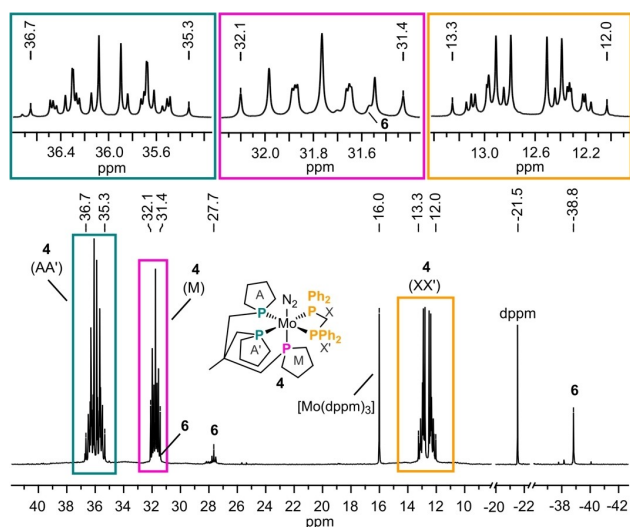 36.7
35.3
32.1
31.4
13.3
12.0
6
36.4 36.0 35.6
ppm
32.0 31.8 31.6
ppm
13.0 12.6 12.2
ppm
36.7
35.3
32.1
31.4
27.7
16.0
13.3
12.0
-21.5
-38.8
4
(AA')
4
(M)
4
(XX')
N2
Ph2
P
X
Mo
PPh2
X'
A
P
P
A'
P
M
4
dppm
[Mo(dppm)3]
6
6
6
40 38 36 34 32 30 28 26 24 22 20 18 16 14 12 10 -20 -22 -38 -42
ppm
ppm